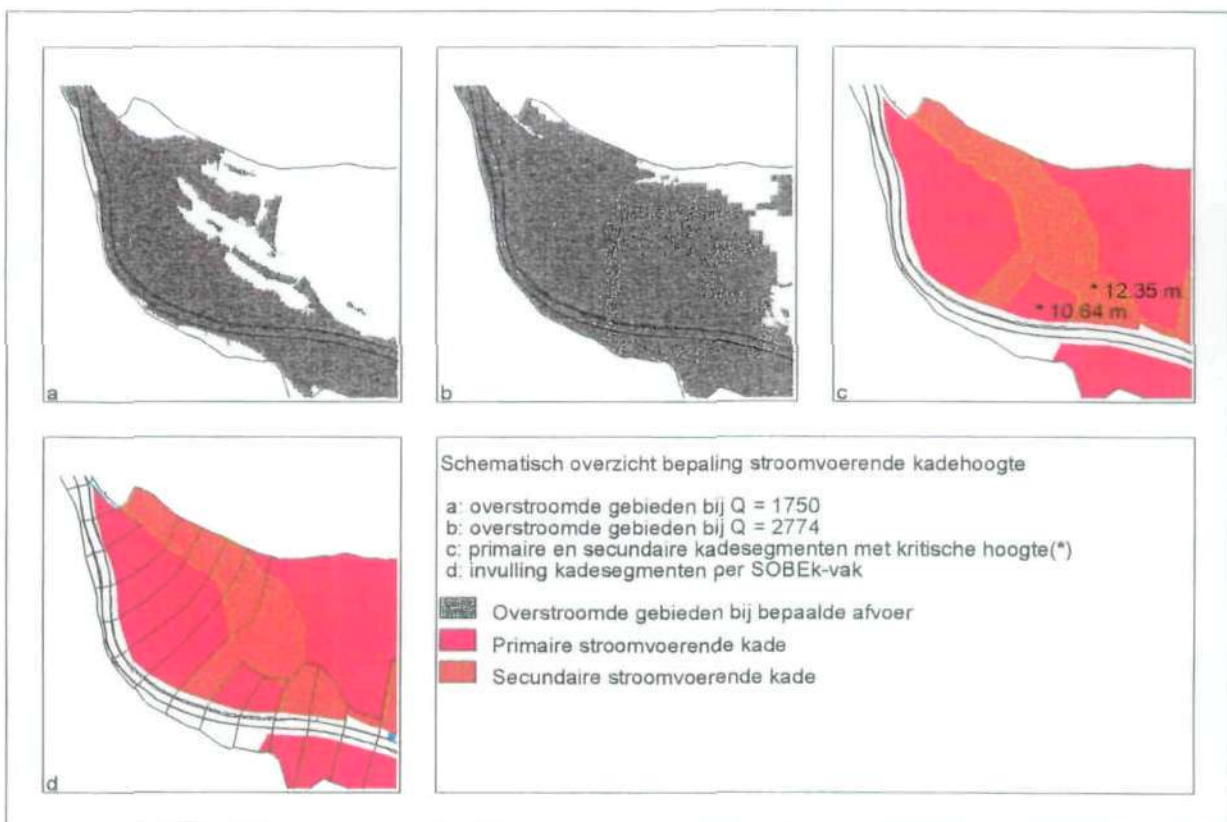 a
b
* 12.35 m
* 10.64 m
c
d
Schematisch overzicht bepaling stroomvoerende kadehoogte
a: overstroomde gebieden bij Q = 1750
b: overstroomde gebieden bij Q = 2774
c: primaire en secundaire kadesegmenten met kritische hoogte(*)
d: invulling kadesegmenten per SOBEk-vak
Overstroomde gebieden bij bepaalde afvoer
Primaire stroomvoerende kade
Secundaire stroomvoerende kade